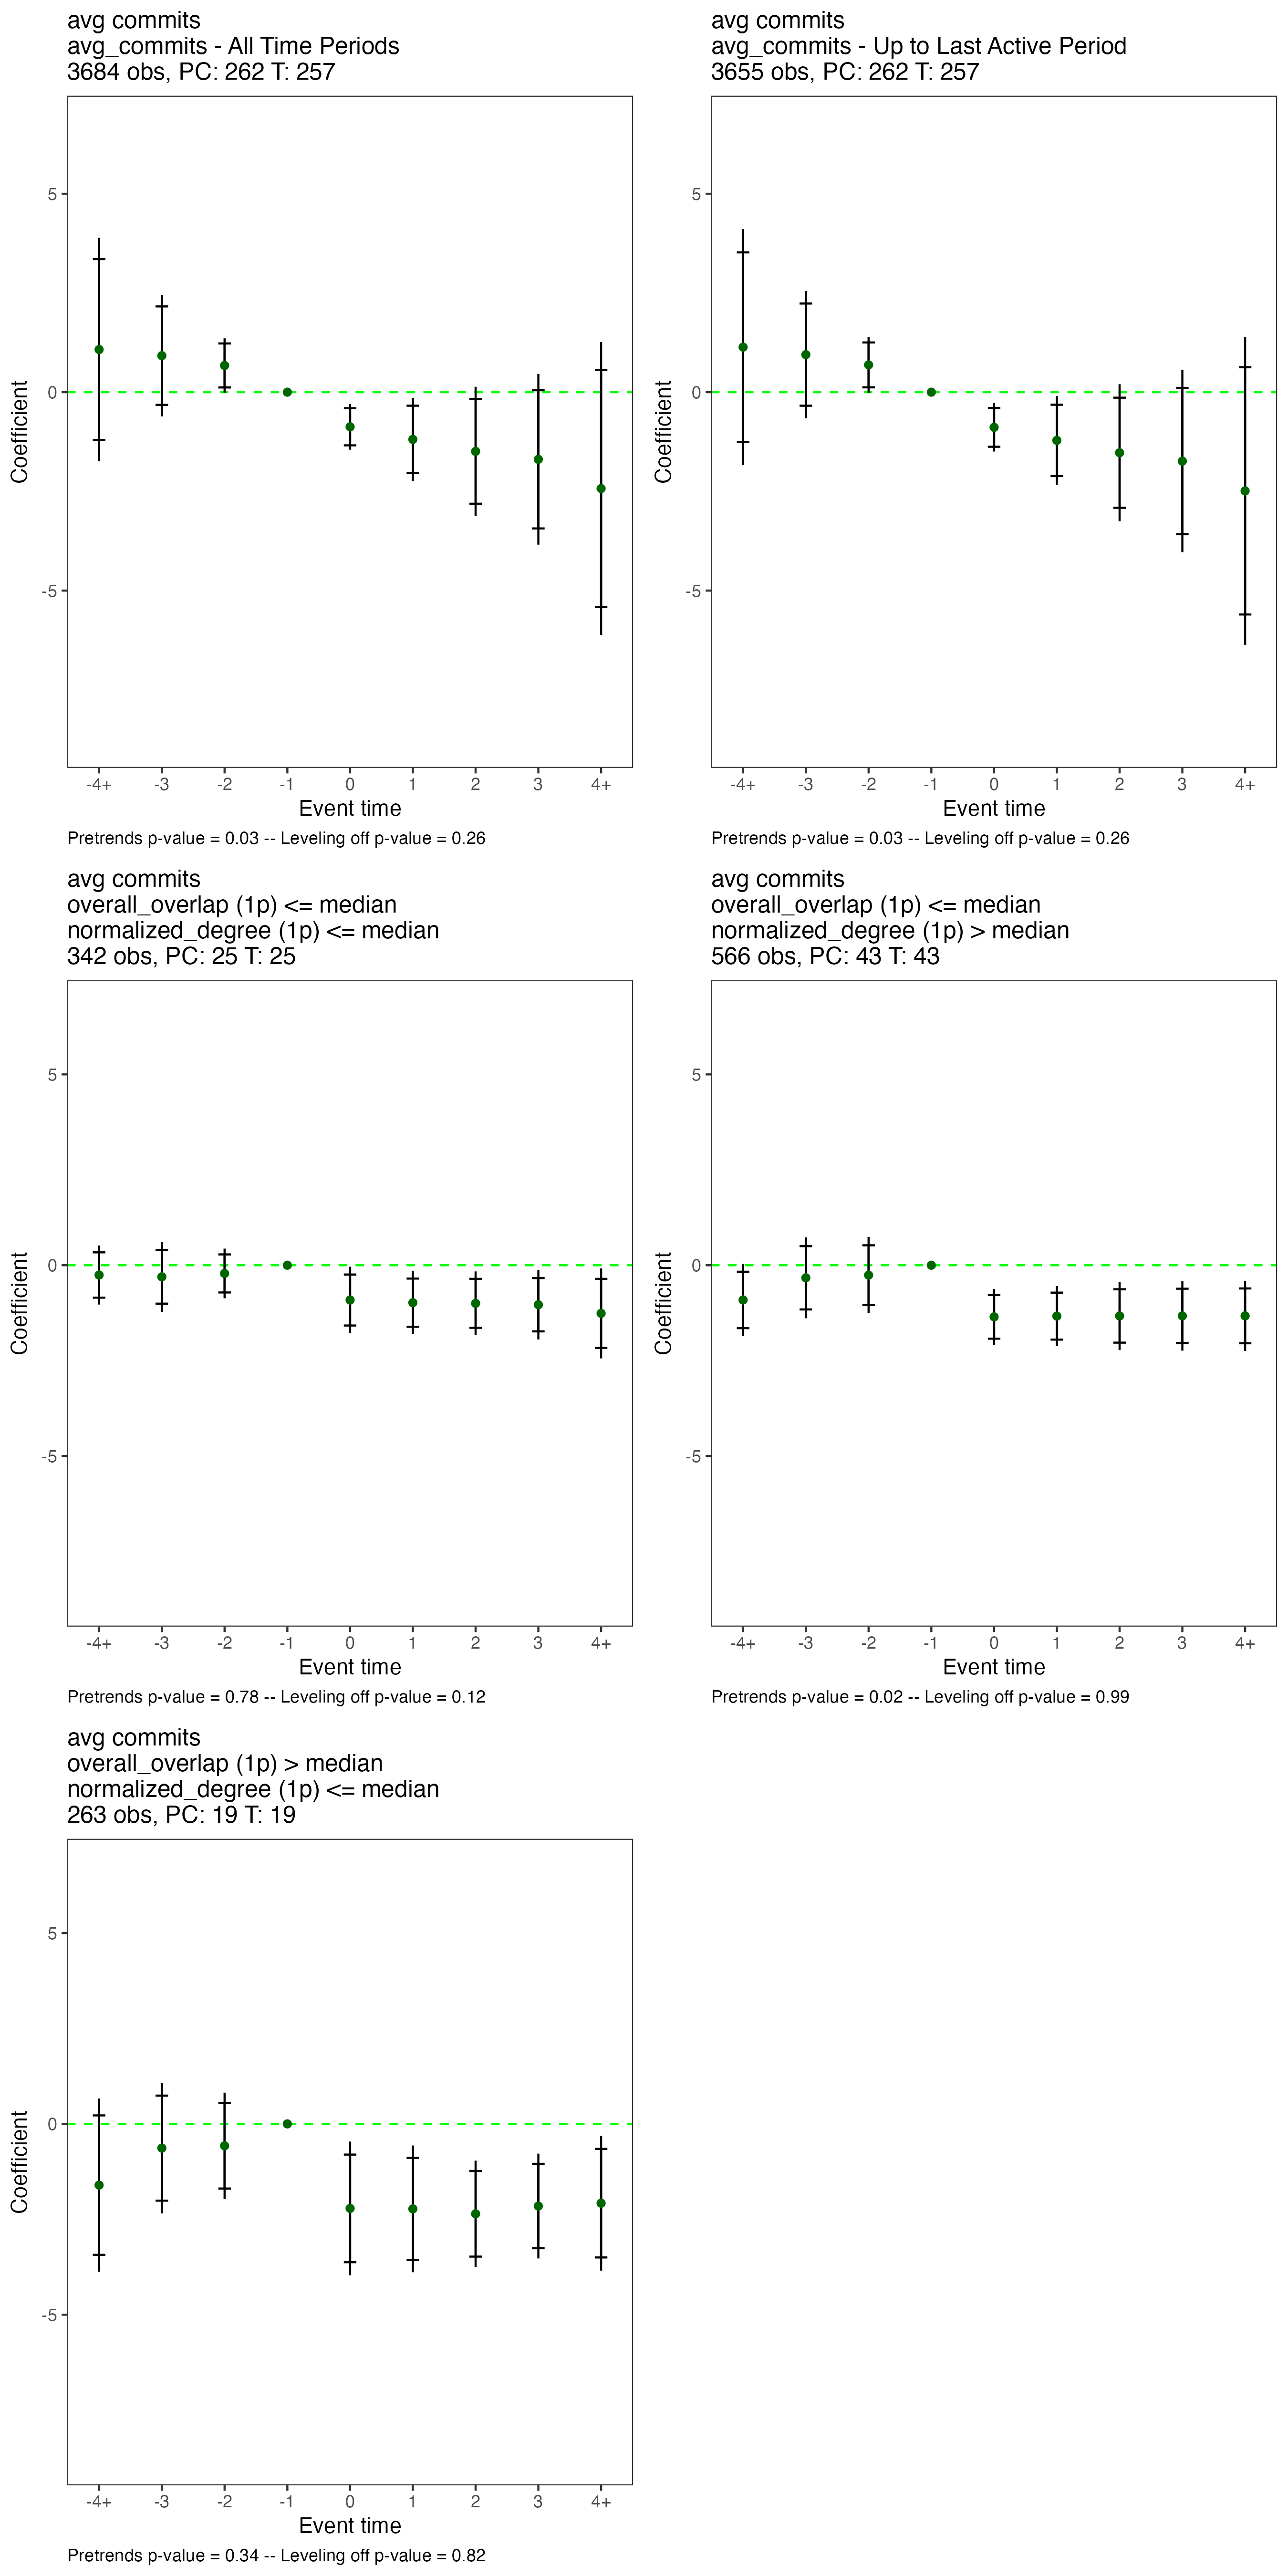 avg commits
avg_commits - All Time Periods
3684 obs, PC: 262 T: 257
5
0
-5
Coefficient
-4+ -3 -2 -1 0 1 2 3 4+
Event time
Pretrends p-value = 0.03 -- Leveling off p-value = 0.26
avg commits
avg_commits - Up to Last Active Period
3655 obs, PC: 262 T: 257
5
0
-5
Coefficient
-4+ -3 -2 -1 0 1 2 3 4+
Event time
Pretrends p-value = 0.03 -- Leveling off p-value = 0.26
avg commits
overall_overlap (1p) <= median
normalized_degree (1p) <= median
342 obs, PC: 25 T: 25
5
0
-5
Coefficient
-4+ -3 -2 -1 0 1 2 3 4+
Event time
Pretrends p-value = 0.78 -- Leveling off p-value = 0.12
avg commits
overall_overlap (1p) <= median
normalized_degree (1p) > median
566 obs, PC: 43 T: 43
5
0
-5
Coefficient
-4+ -3 -2 -1 0 1 2 3 4+
Event time
Pretrends p-value = 0.02 -- Leveling off p-value = 0.99
avg commits
overall_overlap (1p) > median
normalized_degree (1p) <= median
263 obs, PC: 19 T: 19
5
0
-5
Coefficient
-4+ -3 -2 -1 0 1 2 3 4+
Event time
Pretrends p-value = 0.34 -- Leveling off p-value = 0.82